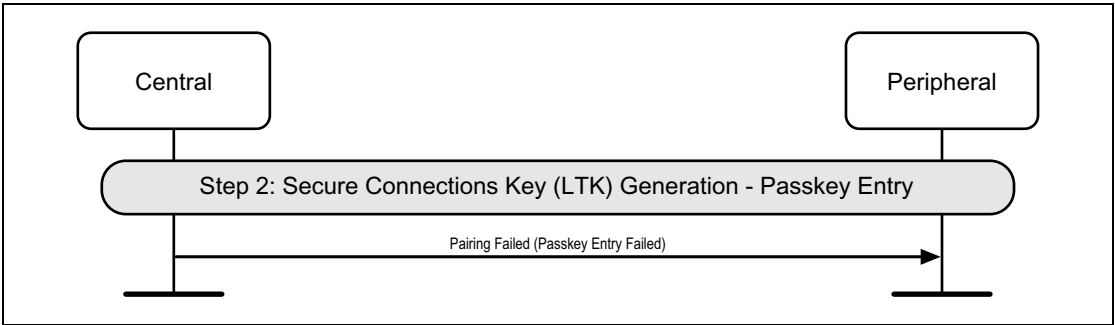 Central
Peripheral
Step 2: Secure Connections Key (LTK) Generation - Passkey Entry
Pairing Failed (Passkey Entry Failed)